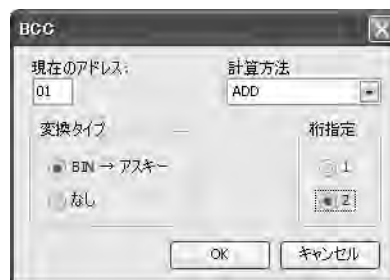 BCC
現在のアドレス: 計算方法
01 ADD
変換タイプ 桁指定
BIN → アスキー 1
なし 2
OK キャンセル